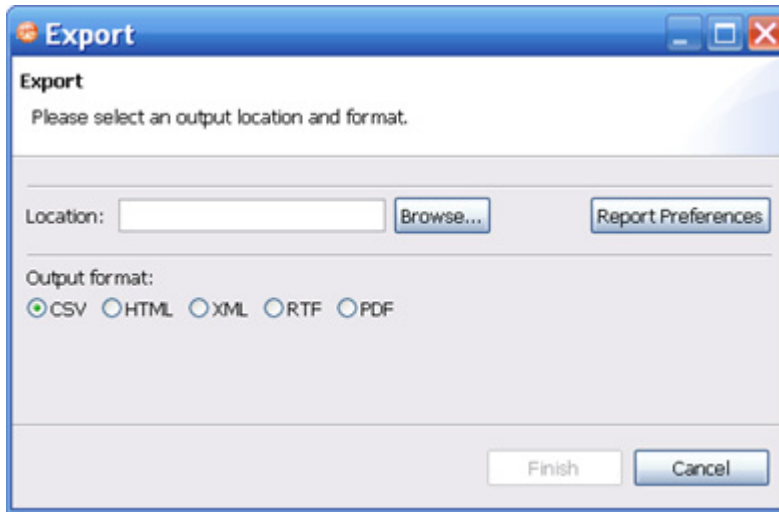 Export
Export
Please select an output location and format.
Location: Browse... Report Preferences
Output format:
CSV HTML XML RTF PDF
Finish Cancel